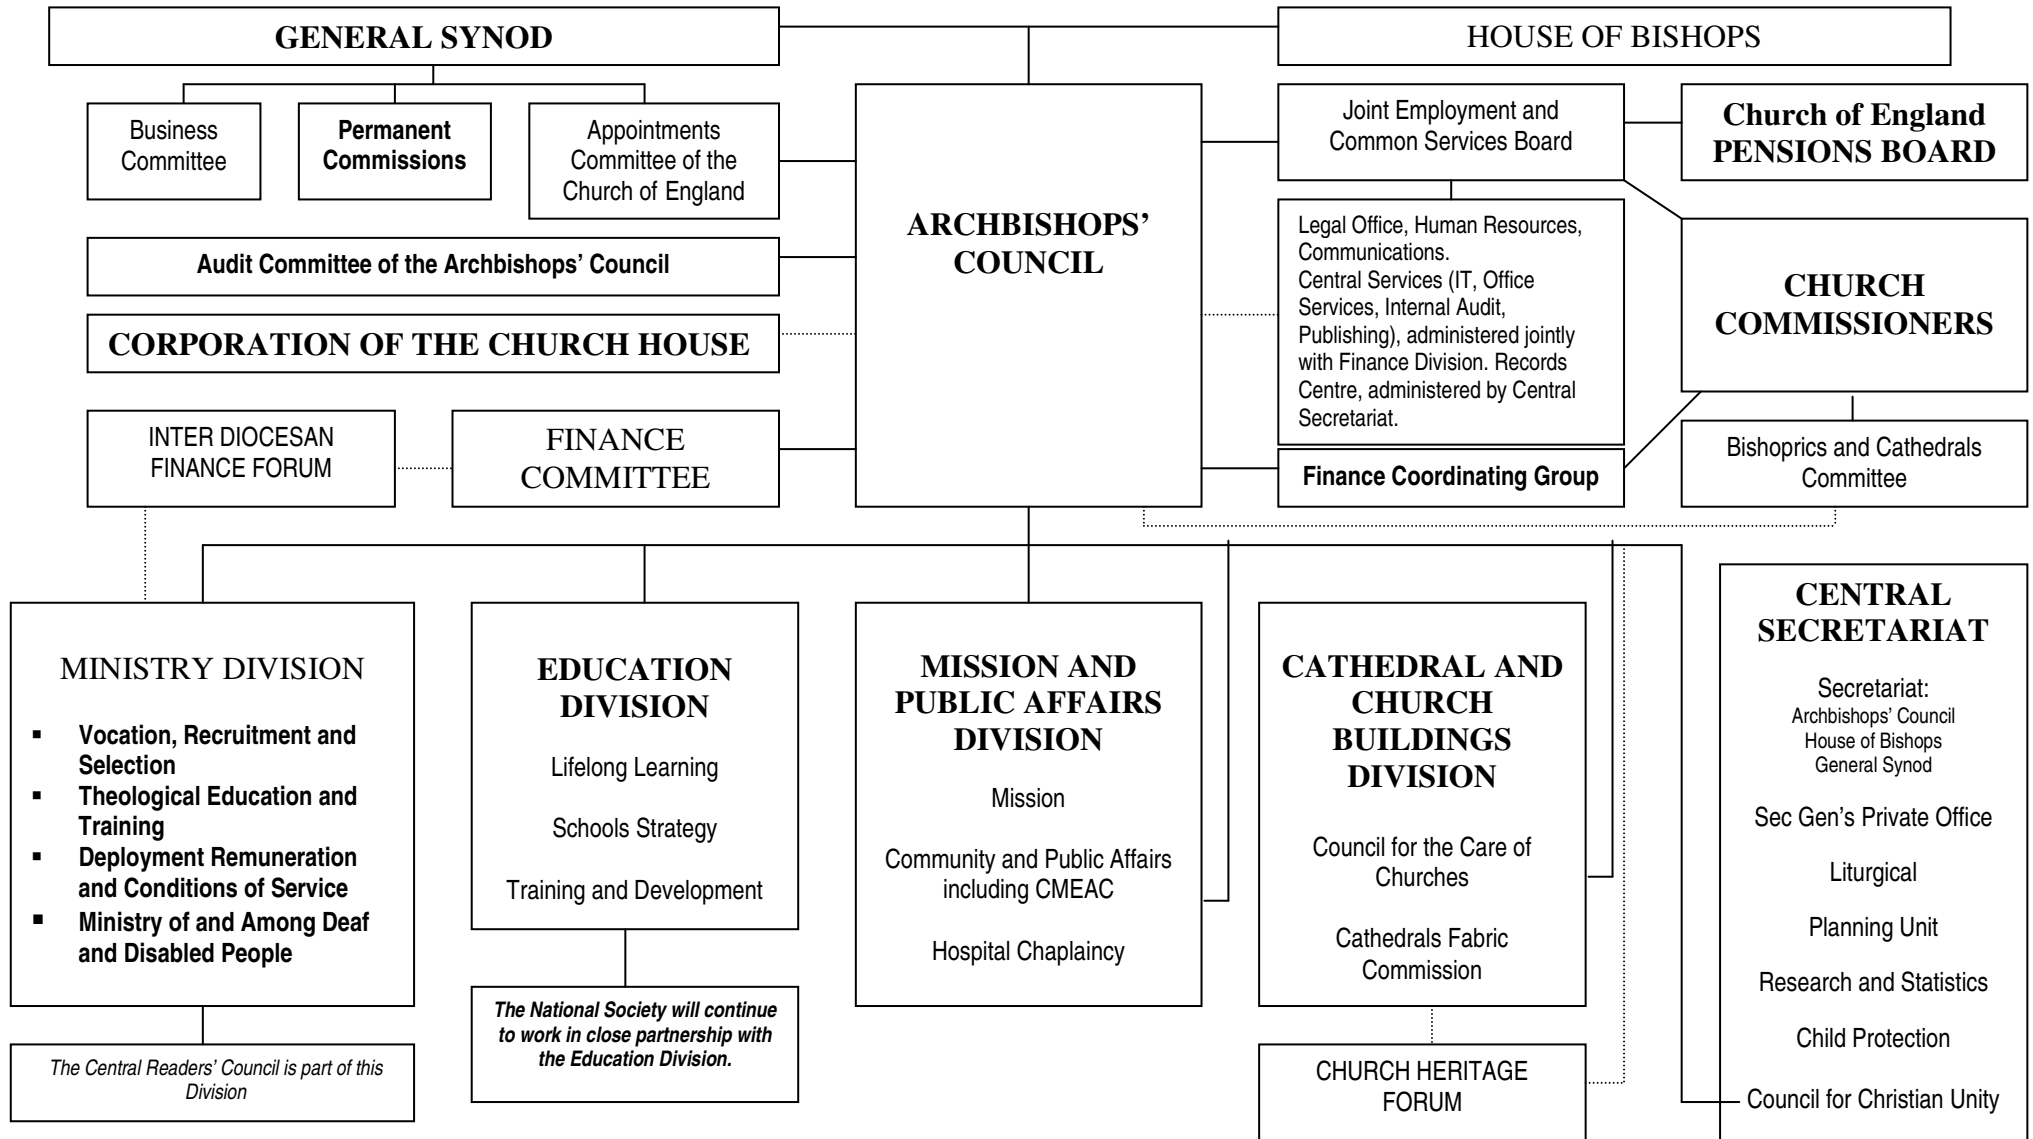 GENERAL SYNOD
HOUSE OF BISHOPS
Business
Committee
Permanent
Commissions
Appointments
Committee of the
Church of England
ARCHBISHOPS’
COUNCIL
Joint Employment and
Common Services Board
Church of England
PENSIONS BOARD
Audit Committee of the Archbishops’ Council
CORPORATION OF THE CHURCH HOUSE
Legal Office, Human Resources,
Communications.
Central Services (IT, Office
Services, Internal Audit,
Publishing), administered jointly
with Finance Division. Records
Centre, administered by Central
Secretariat.
CHURCH
COMMISSIONERS
INTER DIOCESAN
FINANCE FORUM
FINANCE
COMMITTEE
Finance Coordinating Group
Bishoprics and Cathedrals
Committee
MINISTRY DIVISION
▪ Vocation, Recruitment and
Selection
▪ Theological Education and
Training
▪ Deployment Remuneration
and Conditions of Service
▪ Ministry of and Among Deaf
and Disabled People
The Central Readers’ Council is part of this
Division
EDUCATION
DIVISION
Lifelong Learning
Schools Strategy
Training and Development
The National Society will continue
to work in close partnership with
the Education Division.
MISSION AND
PUBLIC AFFAIRS
DIVISION
Mission
Community and Public Affairs
including CMEAC
Hospital Chaplaincy
CATHEDRAL AND
CHURCH
BUILDINGS
DIVISION
Council for the Care of
Churches
Cathedrals Fabric
Commission
CHURCH HERITAGE
FORUM
CENTRAL
SECRETARIAT
Secretariat:
Archbishops’ Council
House of Bishops
General Synod
Sec Gen’s Private Office
Liturgical
Planning Unit
Research and Statistics
Child Protection
Council for Christian Unity